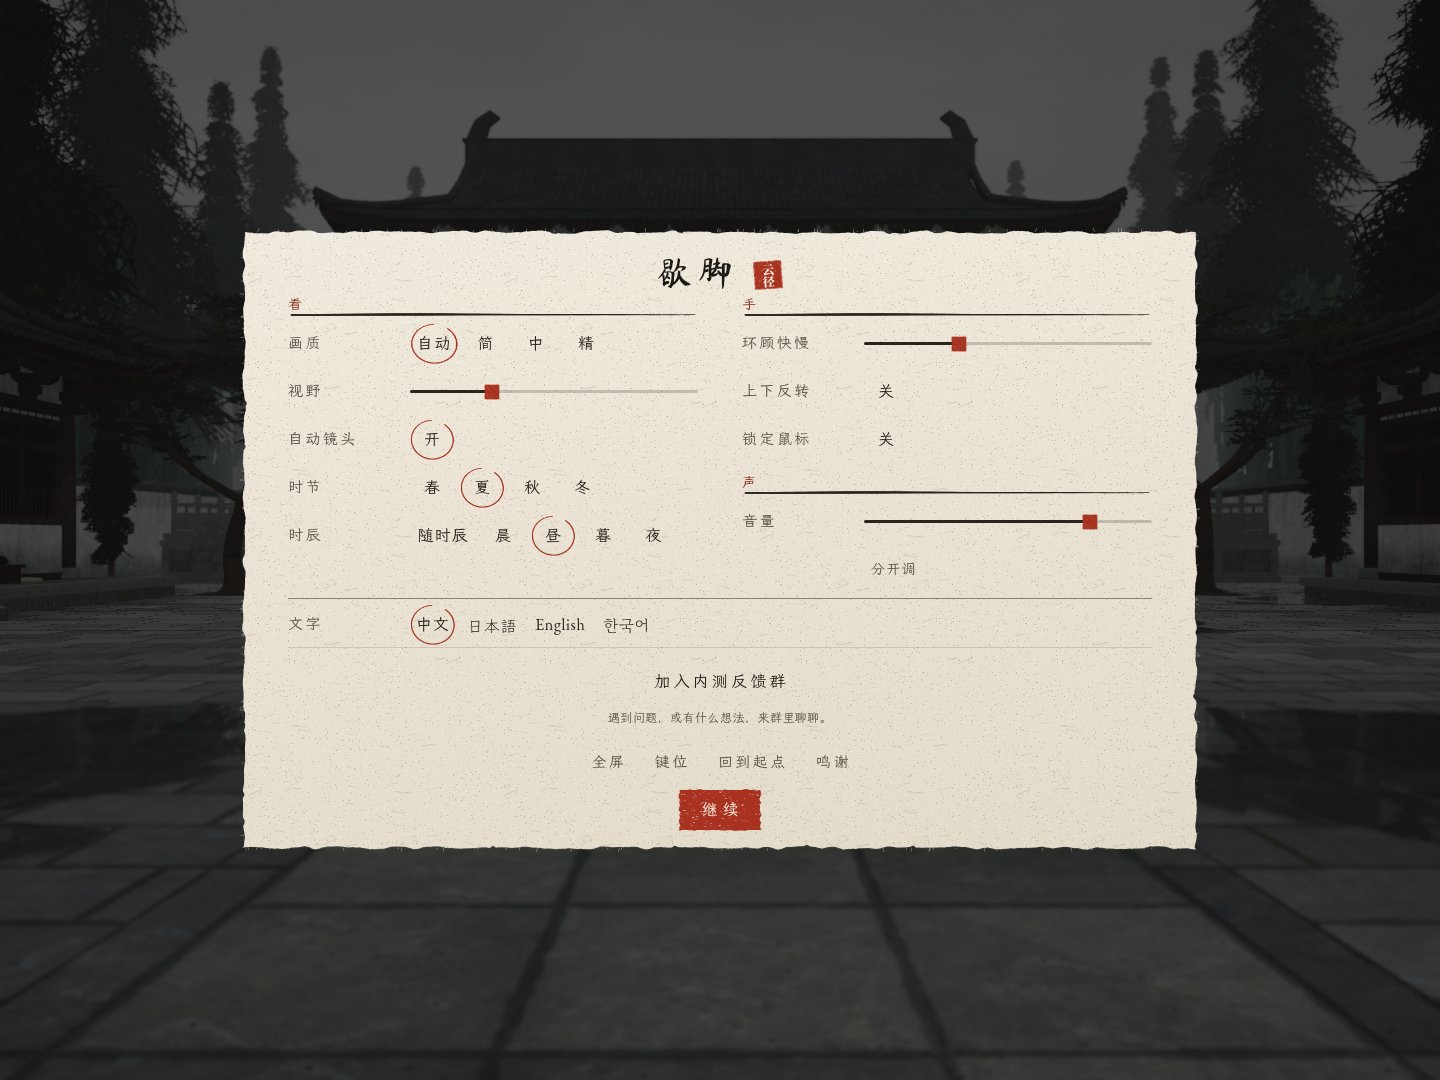 歇脚 云径
看
画质 自动 简 中 精
视野
自动镜头 开
时节 春 夏 秋 冬
时辰 随时辰 晨 昼 暮 夜
手
环顾快慢
上下反转 关
锁定鼠标 关
声
音量
分开调
文字 中文 日本語 English 한국어
加入内测反馈群
遇到问题，或有什么想法，来群里聊聊。
全屏 键位 回到起点 鸣谢
继续